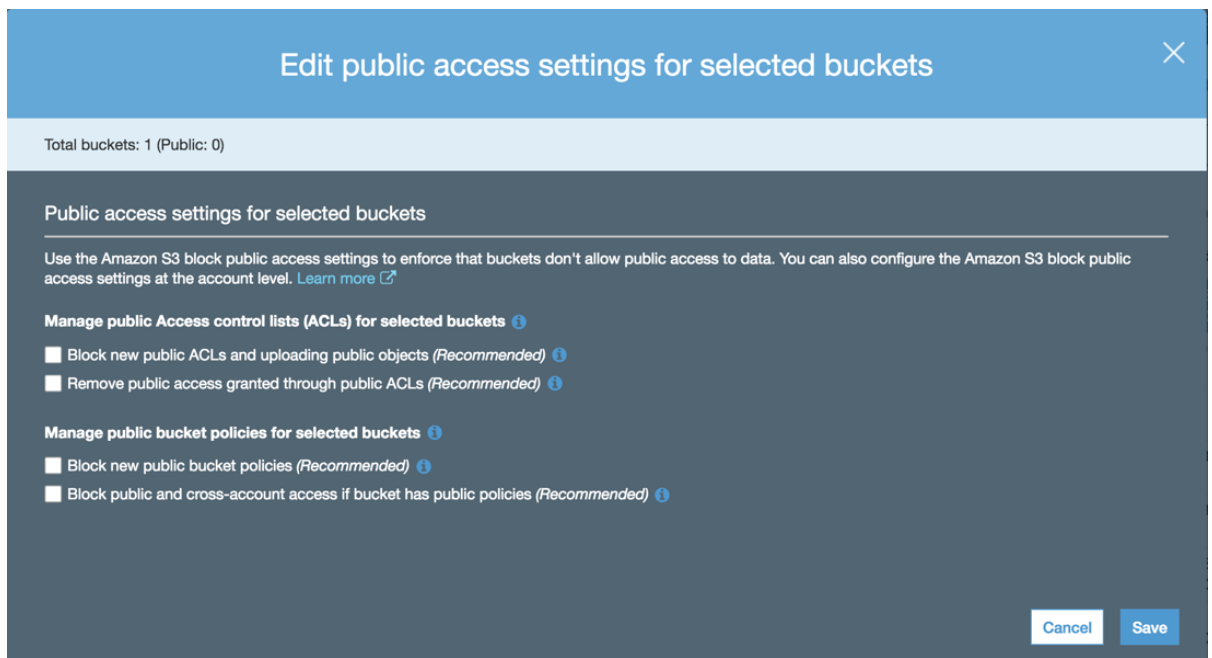 Edit public access settings for selected buckets
Total buckets: 1 (Public: 0)
Public access settings for selected buckets
Use the Amazon S3 block public access settings to enforce that buckets don't allow public access to data. You can also configure the Amazon S3 block public
access settings at the account level. Learn more
Manage public Access control lists (ACLs) for selected buckets
Block new public ACLs and uploading public objects (Recommended)
Remove public access granted through public ACLs (Recommended)
Manage public bucket policies for selected buckets
Block new public bucket policies (Recommended)
Block public and cross-account access if bucket has public policies (Recommended)
Cancel Save